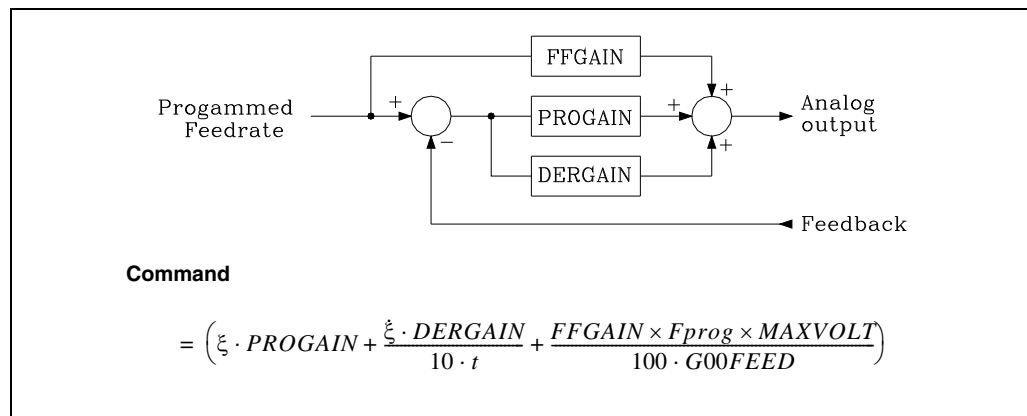 FFGAIN
Progammed
Feedrate
+
−
PROGAIN
+
+
+
Analog
output
DERGAIN
Feedback
Command
= ( ξ · PROGAIN + ξ̇ · DERGAIN / 10 · t + FFGAIN × Fprog × MAXVOLT / 100 · G00FEED )